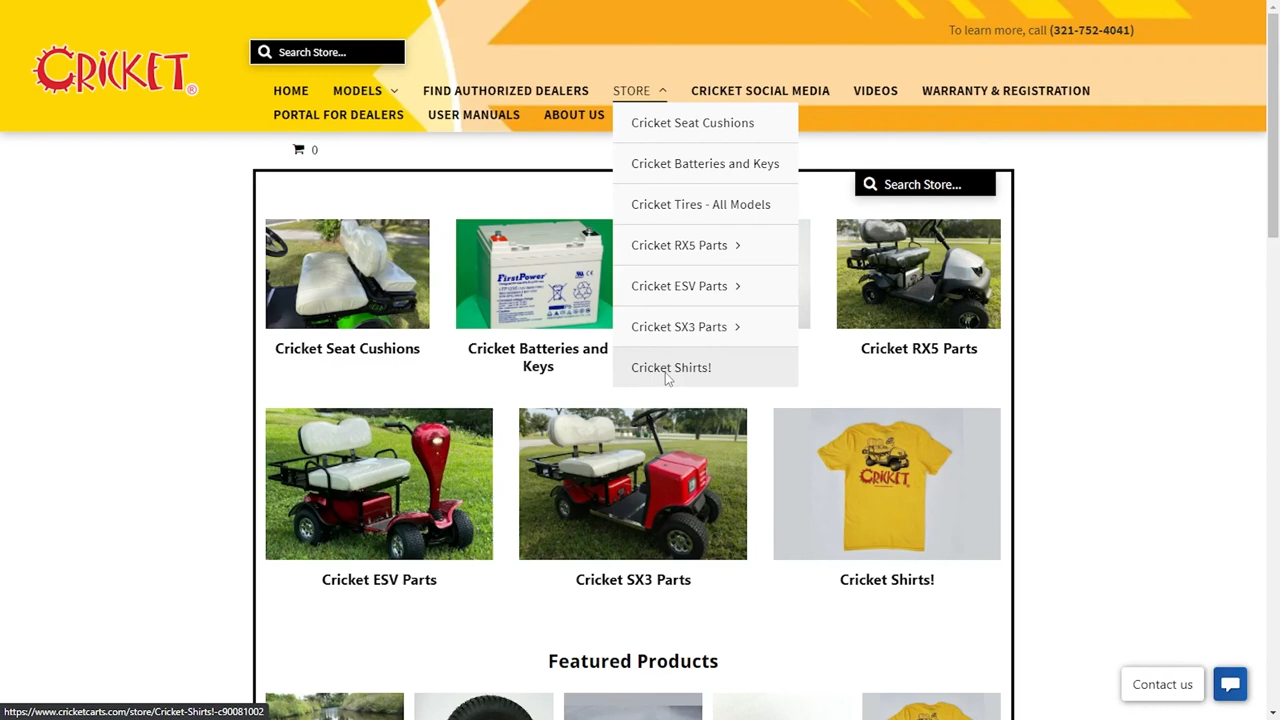 To learn more, call (321-752-4041)
Search Store...
CRICKET®
HOME MODELS FIND AUTHORIZED DEALERS STORE CRICKET SOCIAL MEDIA VIDEOS WARRANTY & REGISTRATION
PORTAL FOR DEALERS USER MANUALS ABOUT US
0
Cricket Seat Cushions
Cricket Batteries and Keys
Cricket Tires - All Models
Cricket RX5 Parts
Cricket ESV Parts
Cricket SX3 Parts
Cricket Shirts!
Search Store...
FirstPower
Cricket Seat Cushions
Cricket Batteries and
Keys
Cricket RX5 Parts
CRICKET
Cricket ESV Parts
Cricket SX3 Parts
Cricket Shirts!
Featured Products
Contact us
https://www.cricketcarts.com/store/Cricket-Shirts!-c90081002